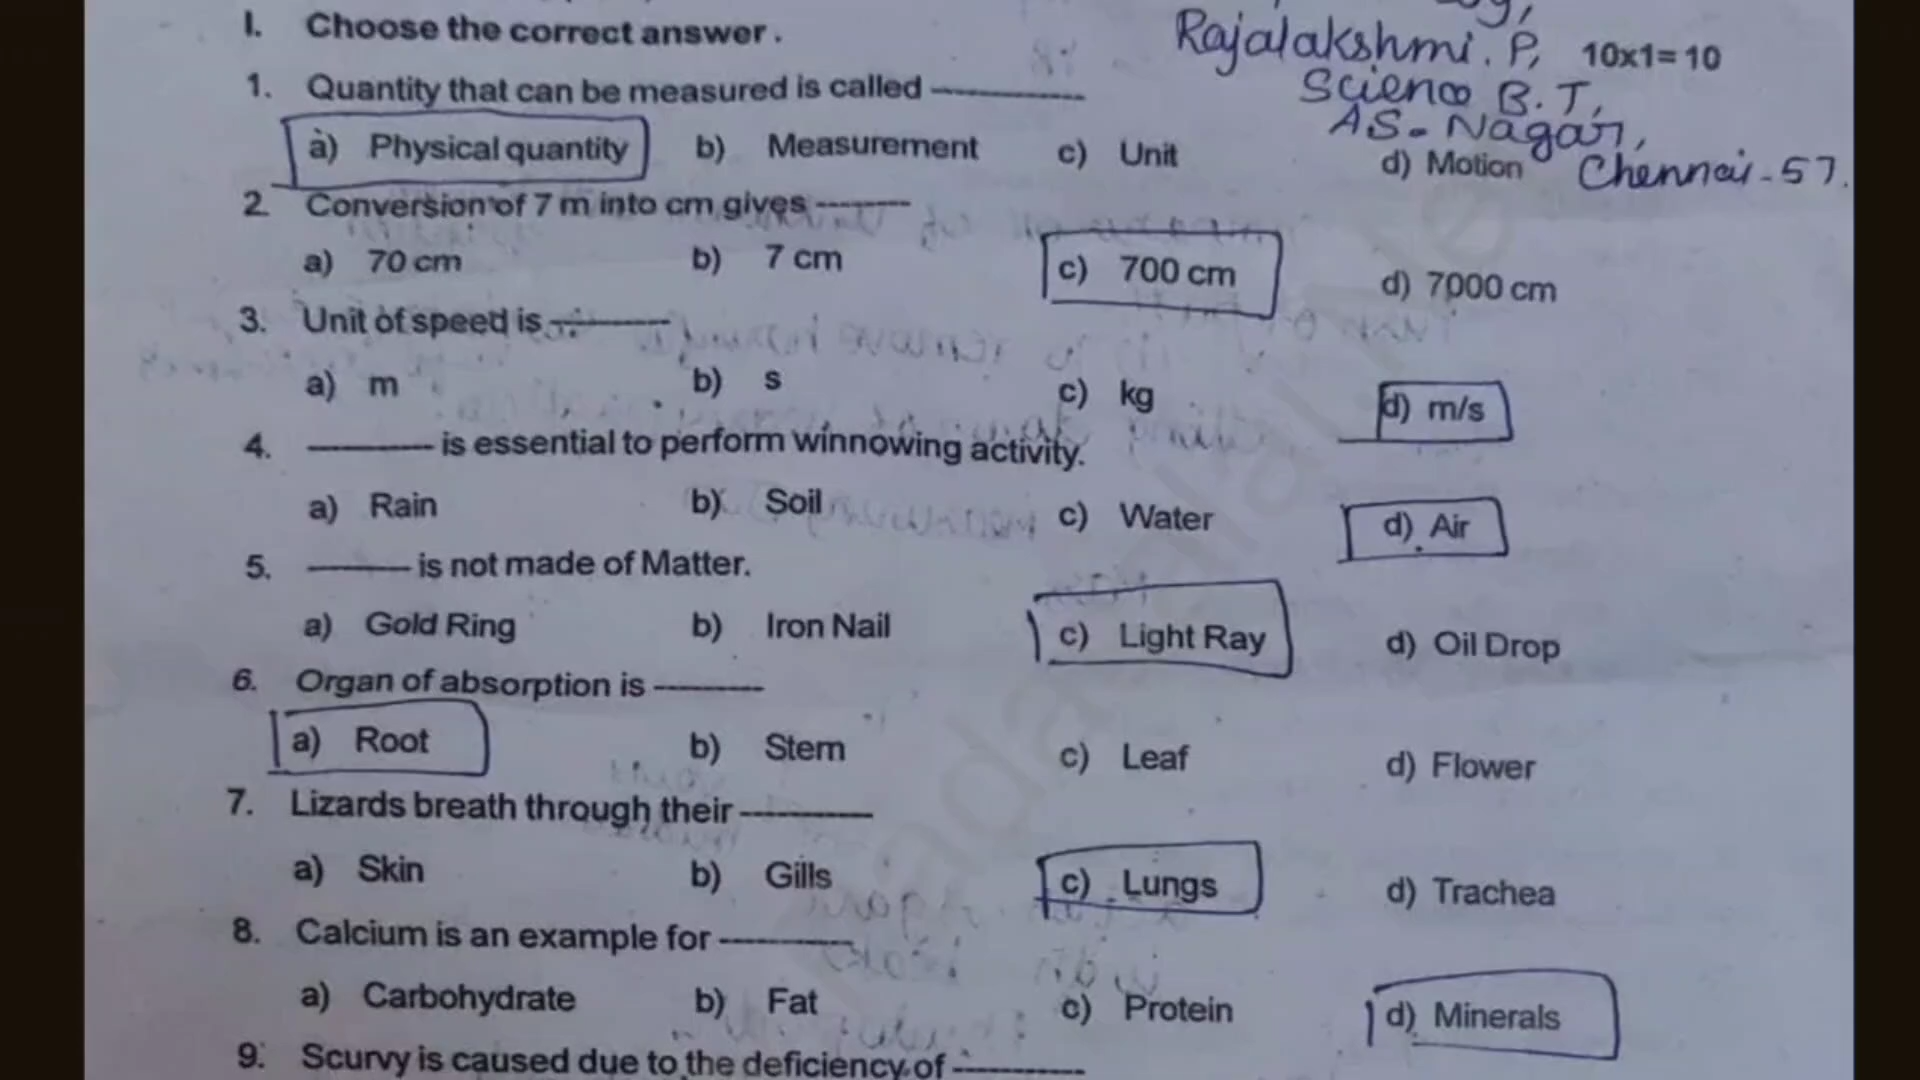 I. Choose the correct answer.
Rajalakshmi. P, 10x1=10
Science B.T,
1. Quantity that can be measured is called ----------
A.S. Nagar,
Chennai - 57.
a) Physical quantity b) Measurement c) Unit d) Motion
2. Conversion of 7 m into cm gives -------
a) 70 cm b) 7 cm c) 700 cm d) 7000 cm
3. Unit of speed is ----------
a) m b) s c) kg d) m/s
4. ---------- is essential to perform winnowing activity.
a) Rain b) Soil c) Water d) Air
5. -------- is not made of Matter.
a) Gold Ring b) Iron Nail c) Light Ray d) Oil Drop
6. Organ of absorption is ---------
a) Root b) Stem c) Leaf d) Flower
7. Lizards breath through their -----------
a) Skin b) Gills c) Lungs d) Trachea
8. Calcium is an example for -----------
a) Carbohydrate b) Fat c) Protein d) Minerals
9. Scurvy is caused due to the deficiency of -----------